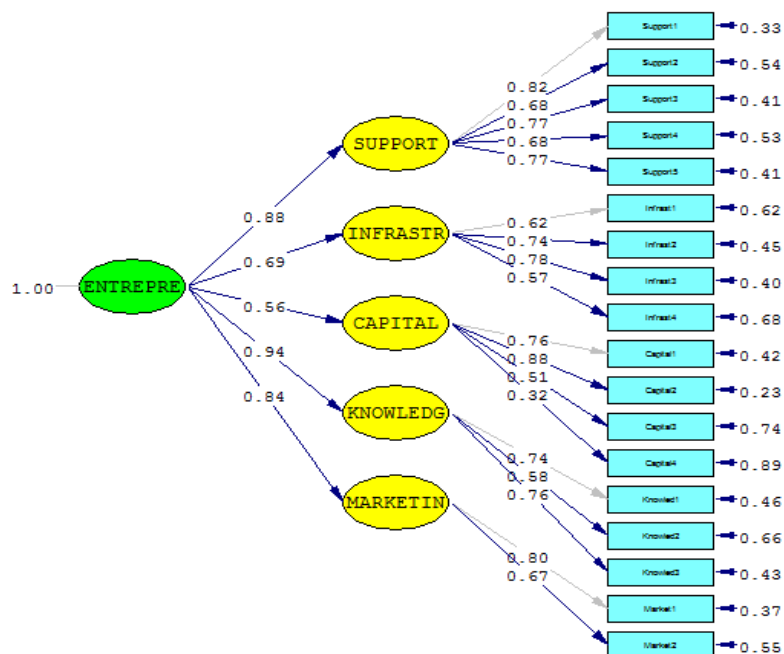 Support1
0.33
Support2
0.54
0.82
Support3
0.41
0.68
0.77
Support4
0.53
SUPPORT
0.68
0.77
Support5
0.41
0.88
Infrast1
0.62
INFRASTR
0.62
0.74
Infrast2
0.45
0.69
0.78
0.57
Infrast3
0.40
1.00
ENTREPRE
0.56
CAPITAL
Infrast4
0.68
0.94
0.76
Capital1
0.42
0.88
0.51
0.84
0.32
Capital2
0.23
KNOWLEDG
Capital3
0.74
0.74
Capital4
0.89
0.58
0.76
MARKETIN
Knowled1
0.46
Knowled2
0.66
0.80
Knowled3
0.43
0.67
Market1
0.37
Market2
0.55